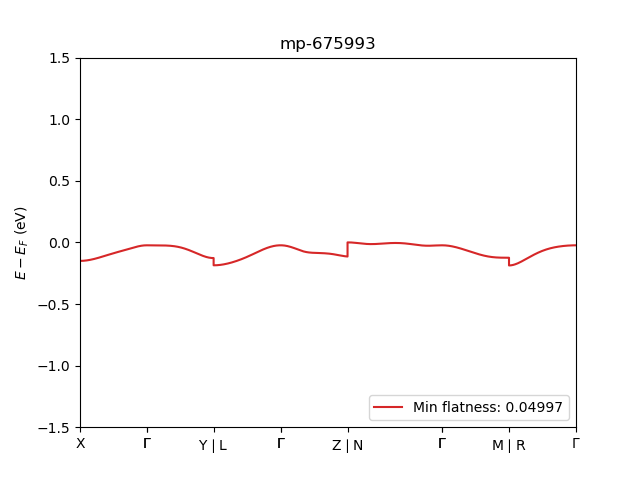 mp-675993
1.5
1.0
0.5
0.0
−0.5
−1.0
−1.5
E − E_F (eV)
Min flatness: 0.04997
X Γ Y | L Γ Z | N Γ M | R Γ